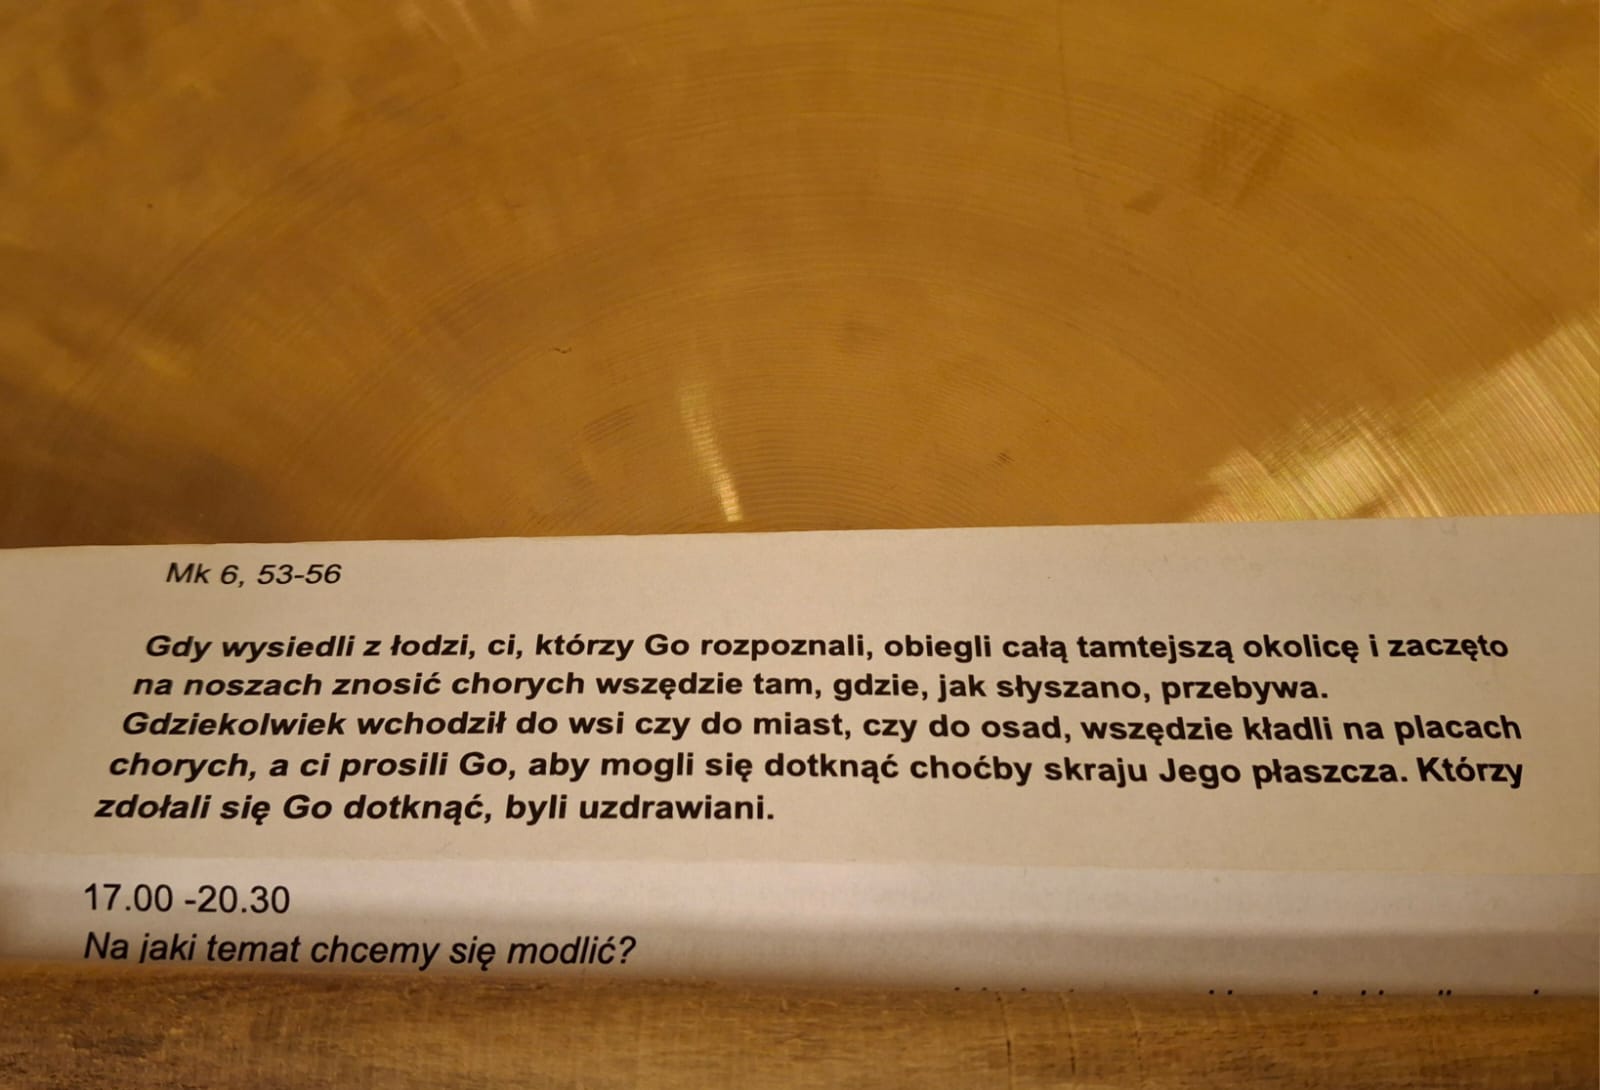 Mk 6, 53-56
Gdy wysiedli z łodzi, ci, którzy Go rozpoznali, obiegli całą tamtejszą okolicę i zaczęto
na noszach znosić chorych wszędzie tam, gdzie, jak słyszano, przebywa.
Gdziekolwiek wchodził do wsi czy do miast, czy do osad, wszędzie kładli na placach
chorych, a ci prosili Go, aby mogli się dotknąć choćby skraju Jego płaszcza. Którzy
zdołali się Go dotknąć, byli uzdrawiani.
17.00 -20.30
Na jaki temat chcemy się modlić?